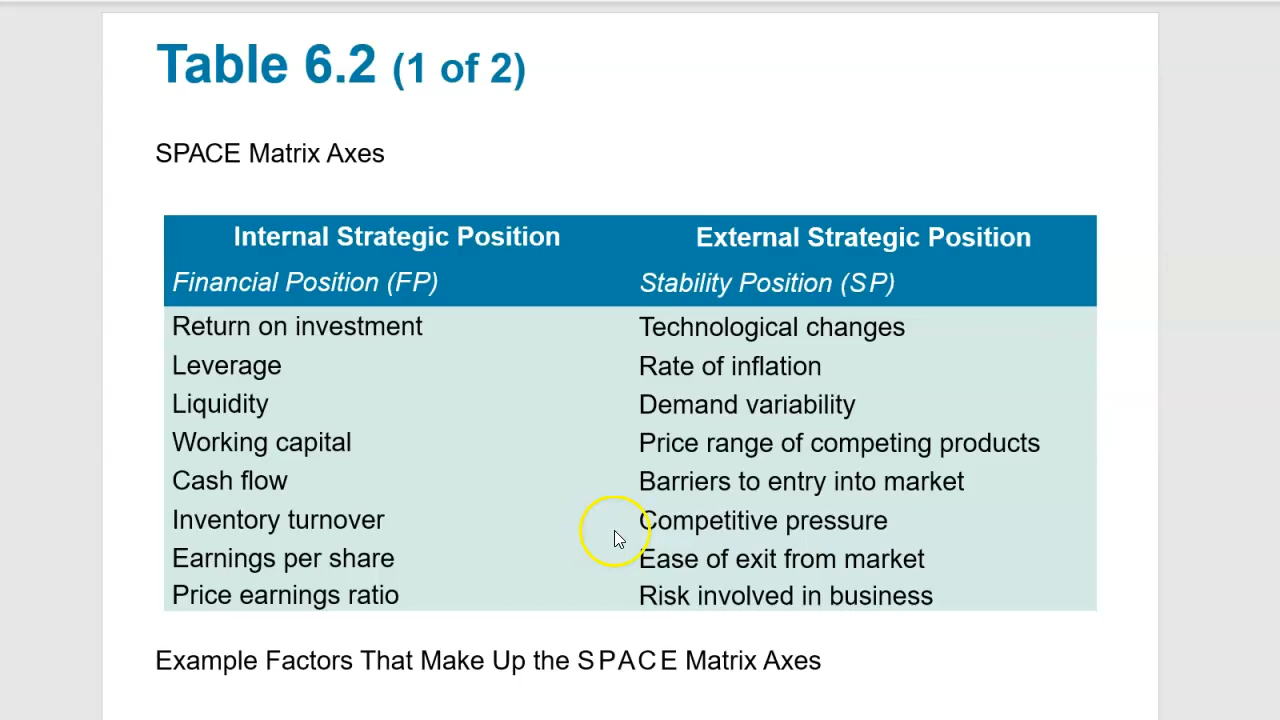 Table 6.2 (1 of 2)
SPACE Matrix Axes
Internal Strategic Position External Strategic Position
Financial Position (FP) Stability Position (SP)
Return on investment Technological changes
Leverage Rate of inflation
Liquidity Demand variability
Working capital Price range of competing products
Cash flow Barriers to entry into market
Inventory turnover Competitive pressure
Earnings per share Ease of exit from market
Price earnings ratio Risk involved in business
Example Factors That Make Up the SPACE Matrix Axes